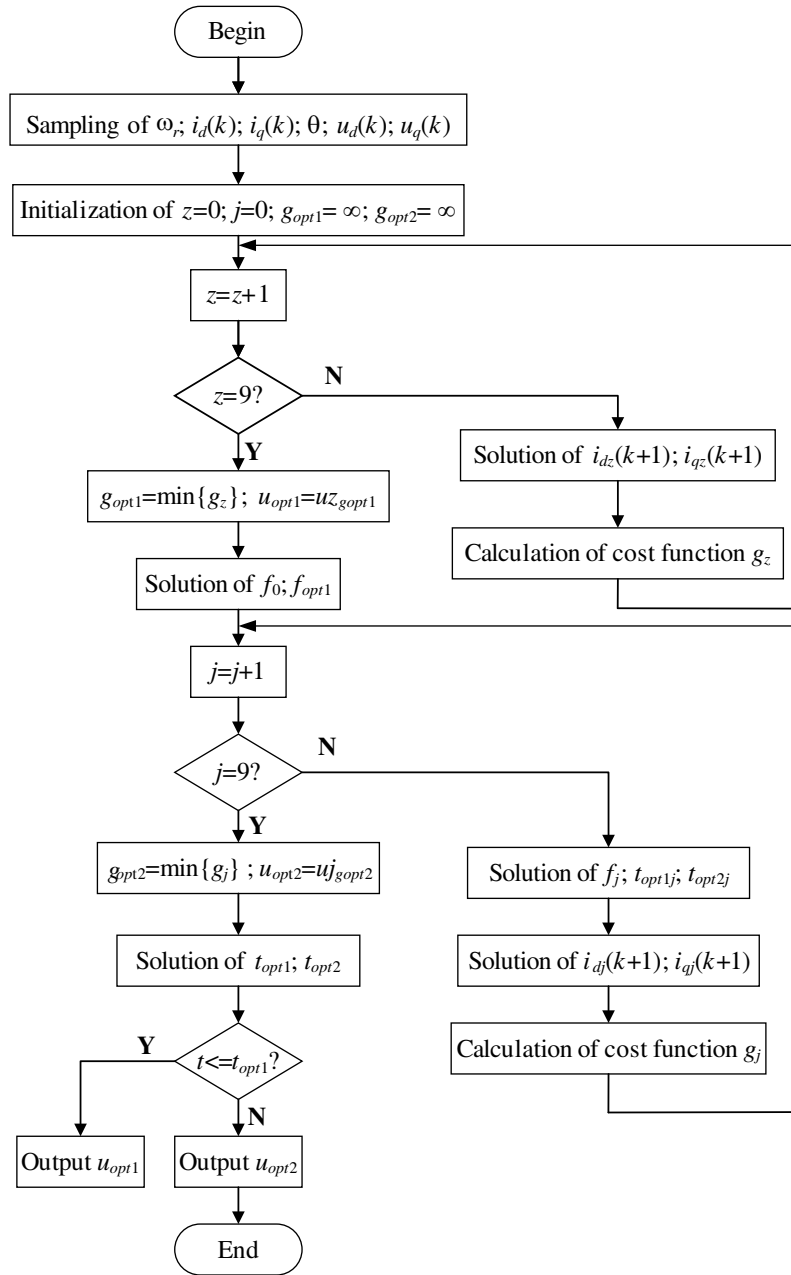 Begin
Sampling of ωr; id(k); iq(k); θ; ud(k); uq(k)
Initialization of z=0; j=0; gopt1= ∞; gopt2= ∞
z=z+1
z=9?
N
Y
Solution of idz(k+1); iqz(k+1)
gopt1=min{gz}; uopt1=uzgopt1
Calculation of cost function gz
Solution of f0; fopt1
j=j+1
j=9?
N
Y
gopt2=min{gj} ; uopt2=ujgopt2
Solution of fj; topt1j; topt2j
Solution of topt1; topt2
Solution of idj(k+1); iqj(k+1)
Y
t<=topt1?
Calculation of cost function gj
N
Output uopt1
Output uopt2
End